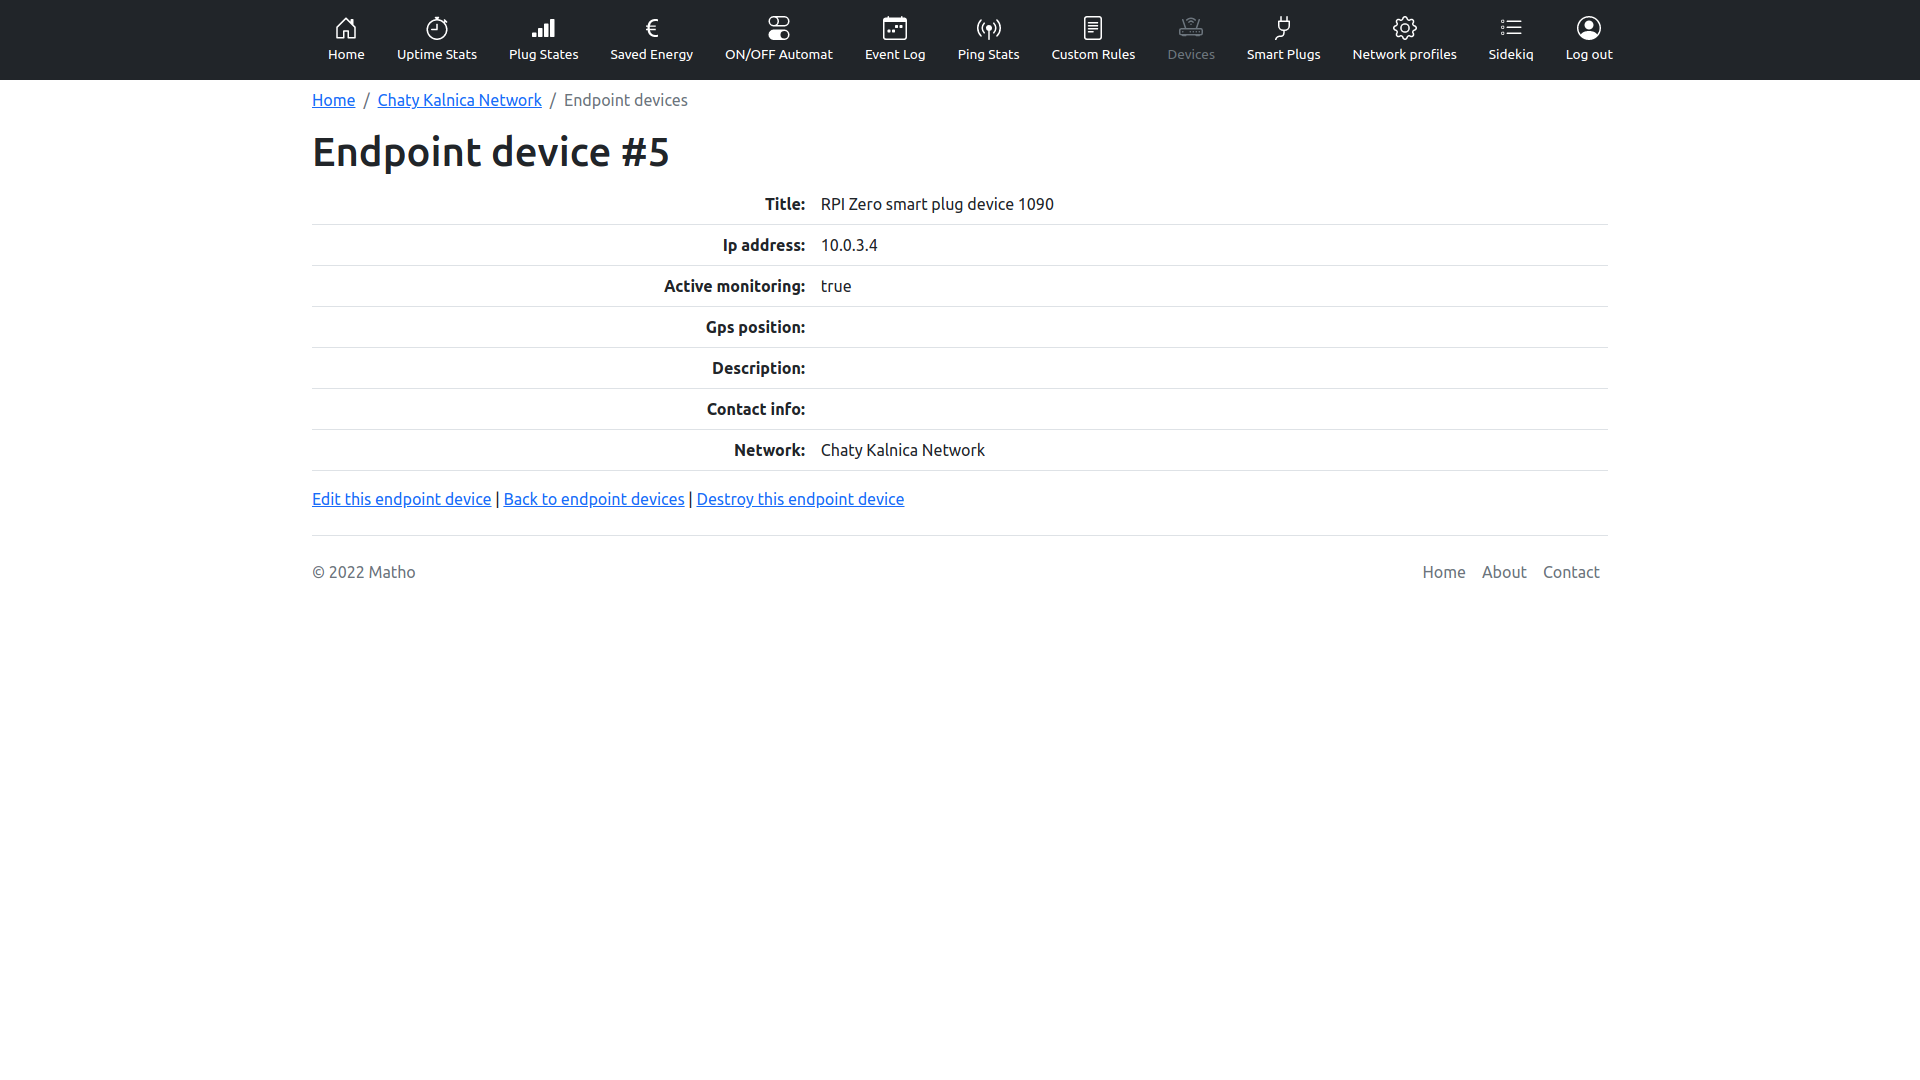 Home
Uptime Stats
Plug States
€
Saved Energy
ON/OFF Automat
Event Log
Ping Stats
Custom Rules
Devices
Smart Plugs
Network profiles
Sidekiq
Log out
Home / Chaty Kalnica Network / Endpoint devices
Endpoint device #5
Title: RPI Zero smart plug device 1090
Ip address: 10.0.3.4
Active monitoring: true
Gps position:
Description:
Contact info:
Network: Chaty Kalnica Network
Edit this endpoint device | Back to endpoint devices | Destroy this endpoint device
© 2022 Matho
Home About Contact